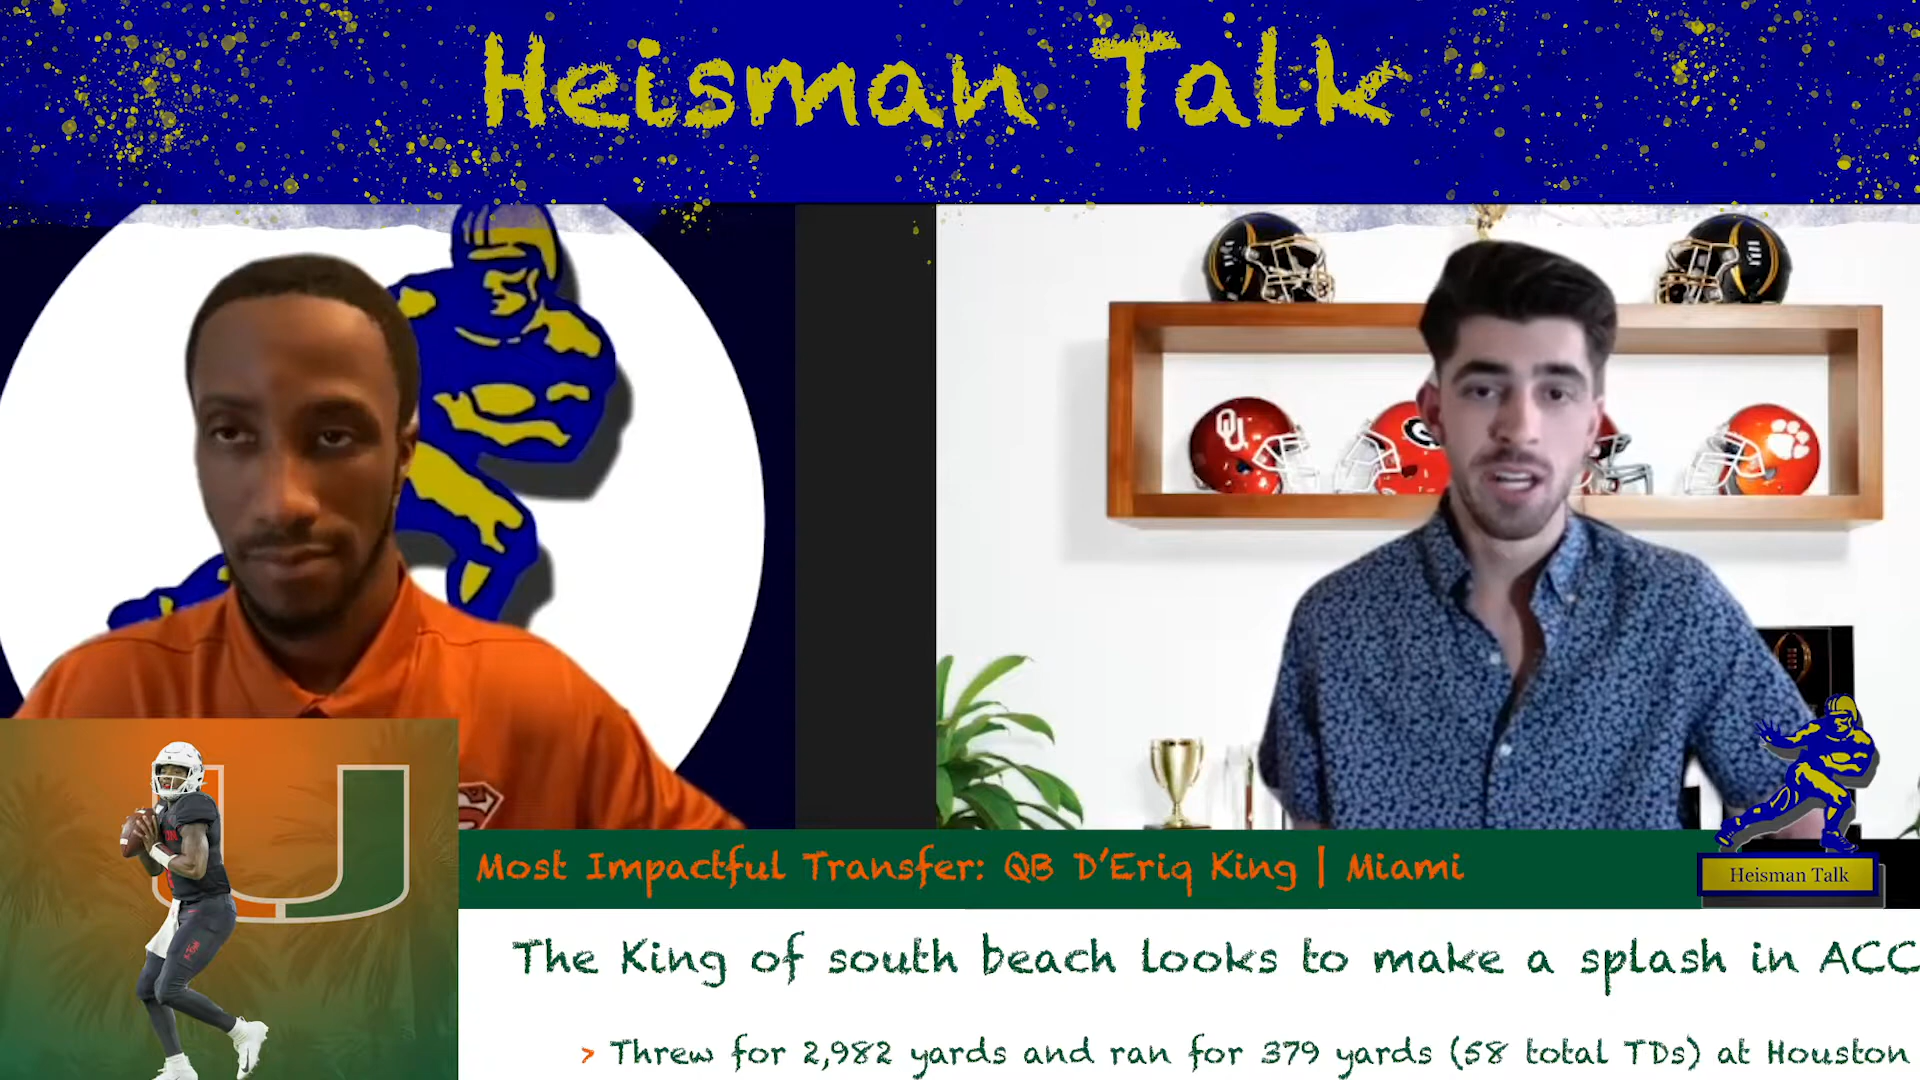 Heisman Talk
OU
G
Most Impactful Transfer: QB D'Eriq King | Miami
Heisman Talk
The King of south beach looks to make a splash in ACC
> Threw for 2,982 yards and ran for 379 yards (58 total TDs) at Houston